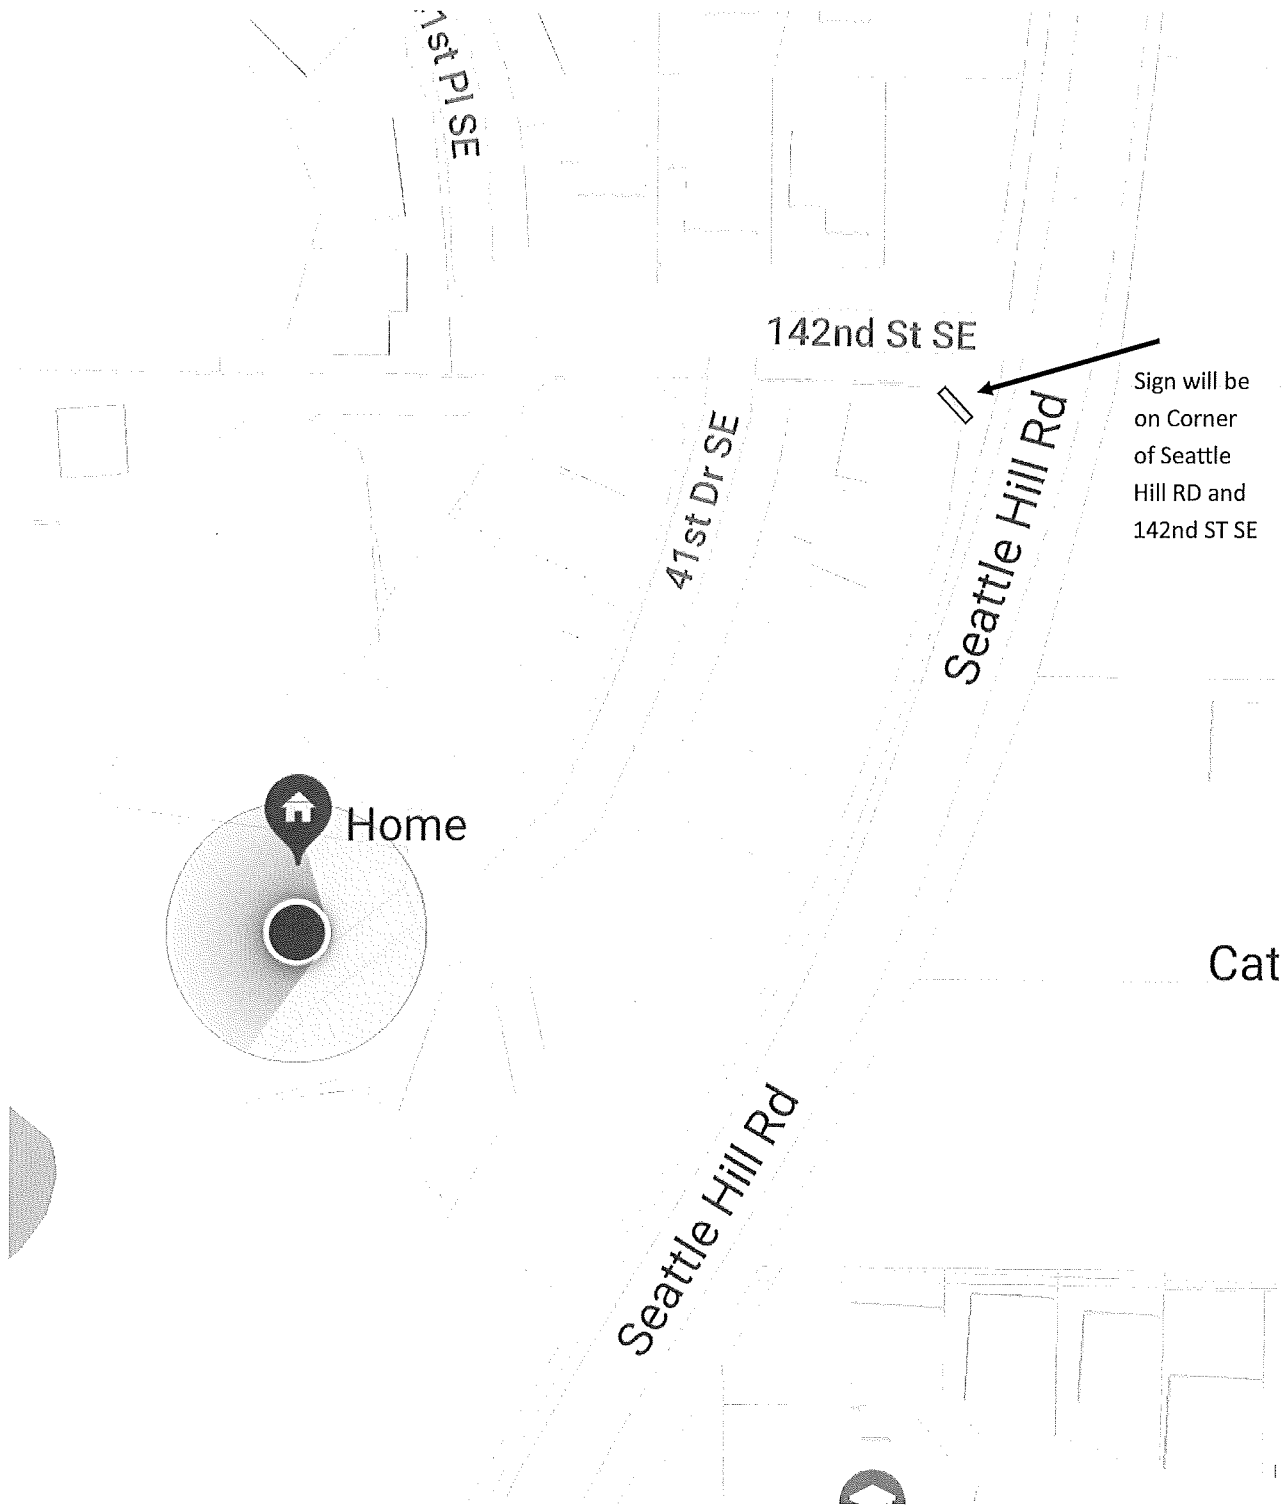 1st Pl SE
142nd St SE
Sign will be
on Corner
of Seattle
Hill RD and
142nd ST SE
41st Dr SE
Seattle Hill Rd
Home
Cat
Seattle Hill Rd